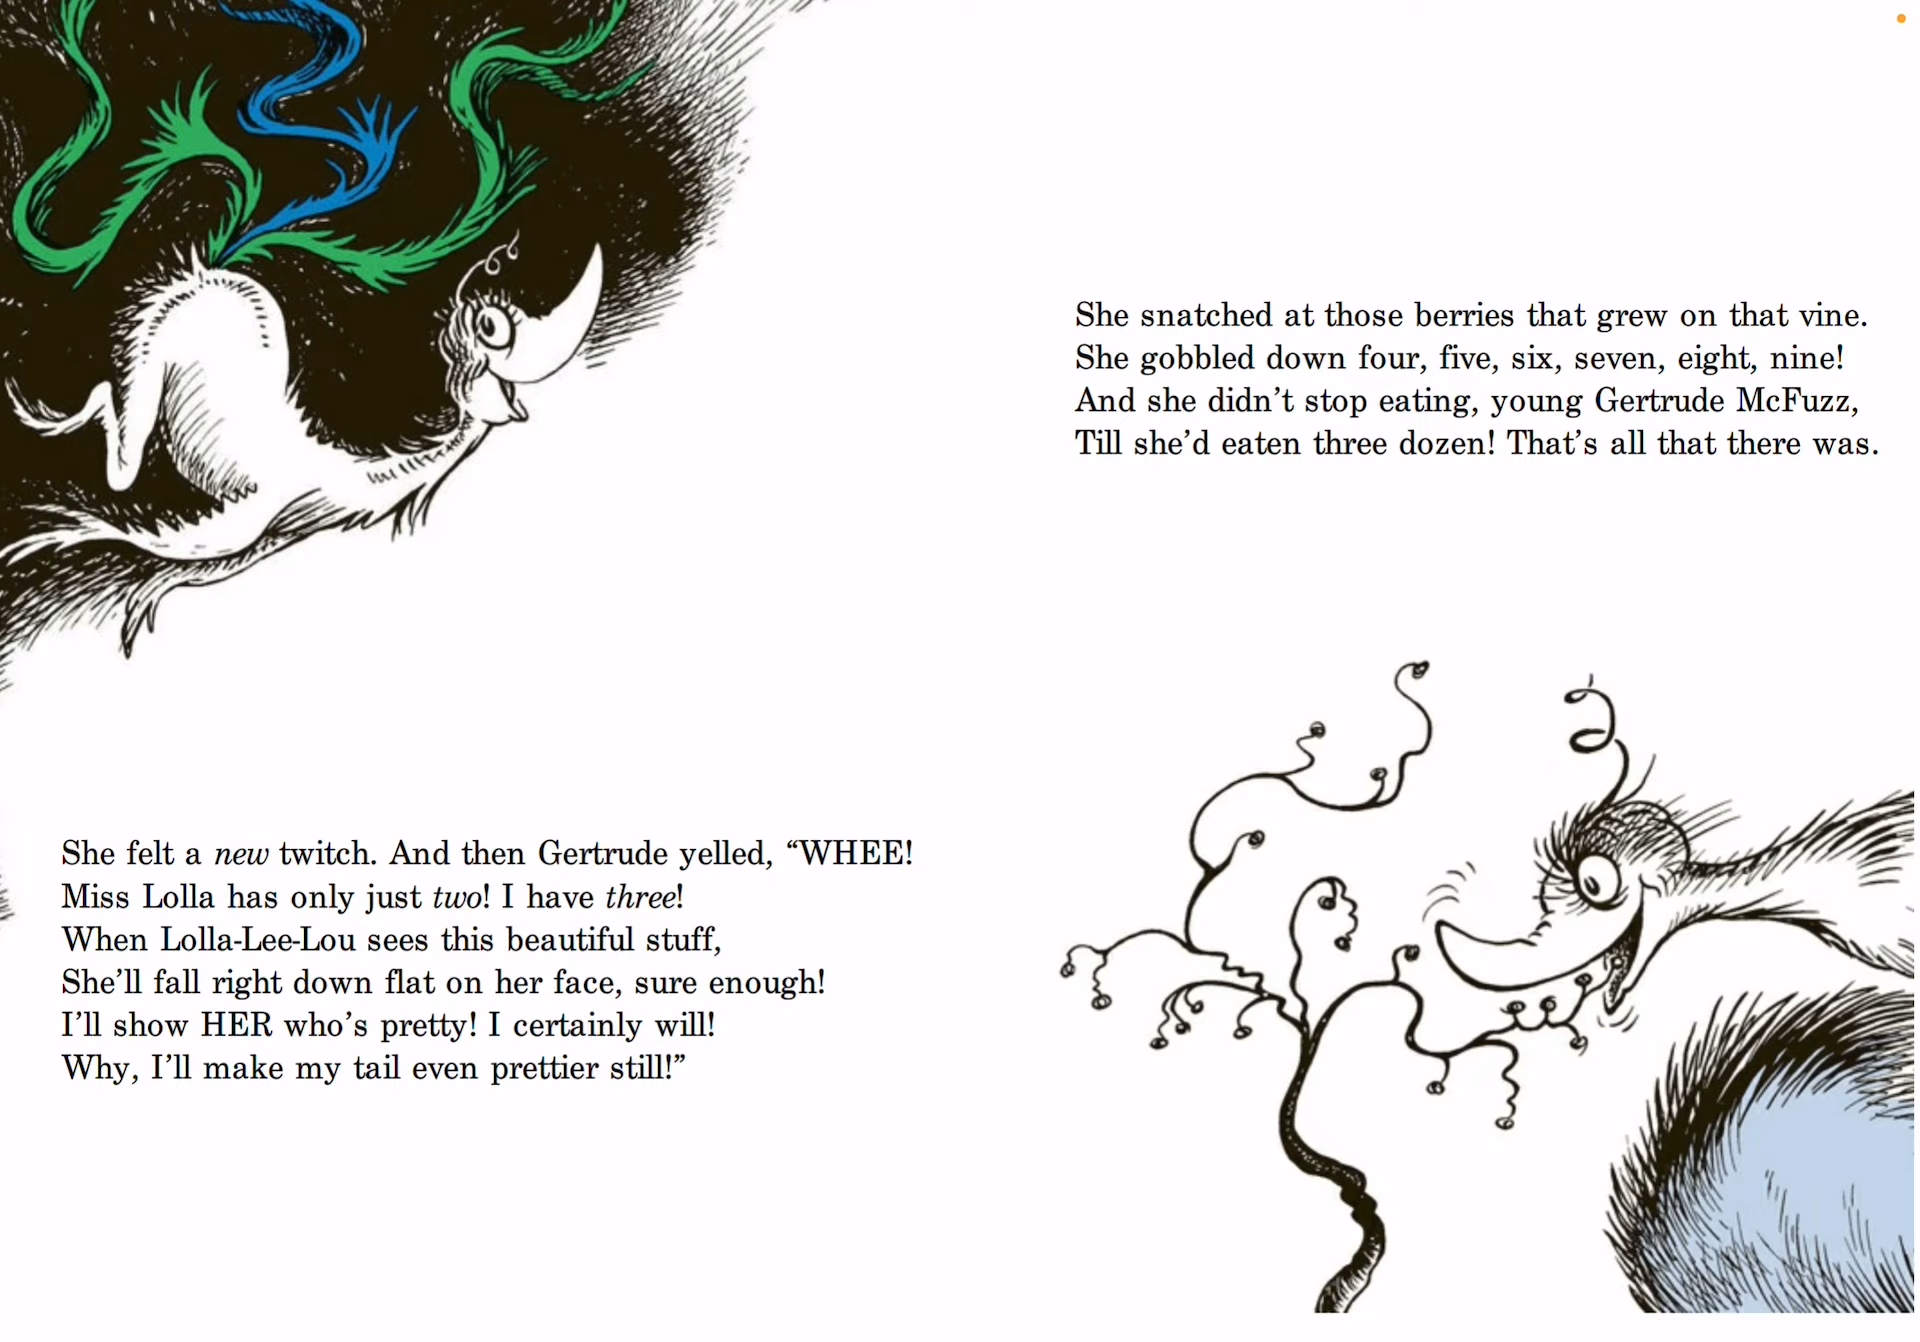 She felt a new twitch. And then Gertrude yelled, “WHEE!
Miss Lolla has only just two! I have three!
When Lolla-Lee-Lou sees this beautiful stuff,
She’ll fall right down flat on her face, sure enough!
I’ll show HER who’s pretty! I certainly will!
Why, I’ll make my tail even prettier still!”
She snatched at those berries that grew on that vine.
She gobbled down four, five, six, seven, eight, nine!
And she didn’t stop eating, young Gertrude McFuzz,
Till she’d eaten three dozen! That’s all that there was.